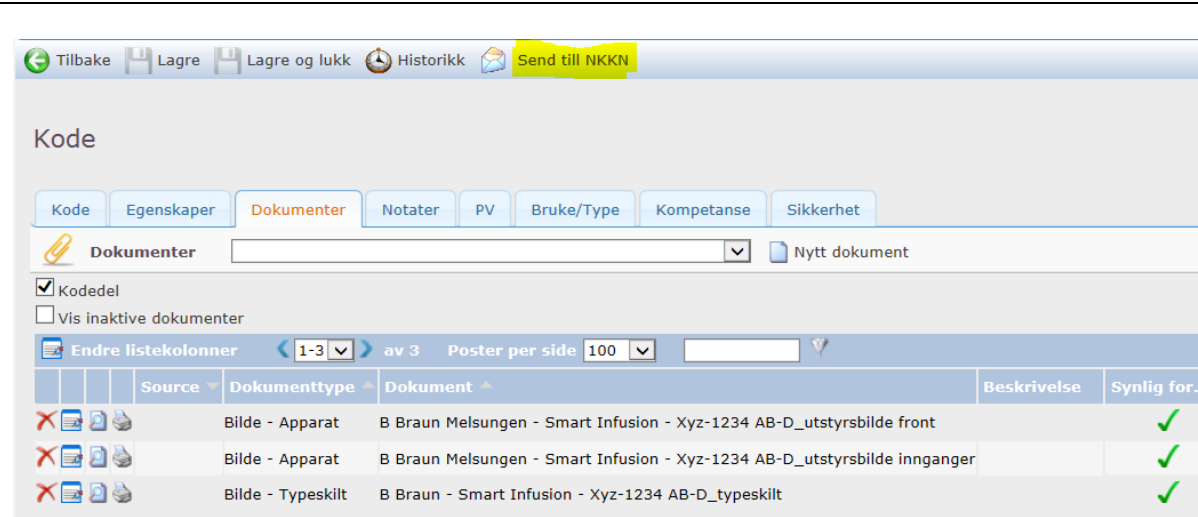 Tilbake Lagre Lagre og lukk Historikk Send till NKKN
Kode
Kode Egenskaper Dokumenter Notater PV Bruke/Type Kompetanse Sikkerhet
Dokumenter Nytt dokument
Kodedel
Vis inaktive dokumenter
Endre listekolonner 1-3 av 3 Poster per side 100
Source Dokumenttype Dokument Beskrivelse Synlig for.
Bilde - Apparat B Braun Melsungen - Smart Infusion - Xyz-1234 AB-D_utstyrsbilde front
Bilde - Apparat B Braun Melsungen - Smart Infusion - Xyz-1234 AB-D_utstyrsbilde innganger
Bilde - Typeskilt B Braun - Smart Infusion - Xyz-1234 AB-D_typeskilt